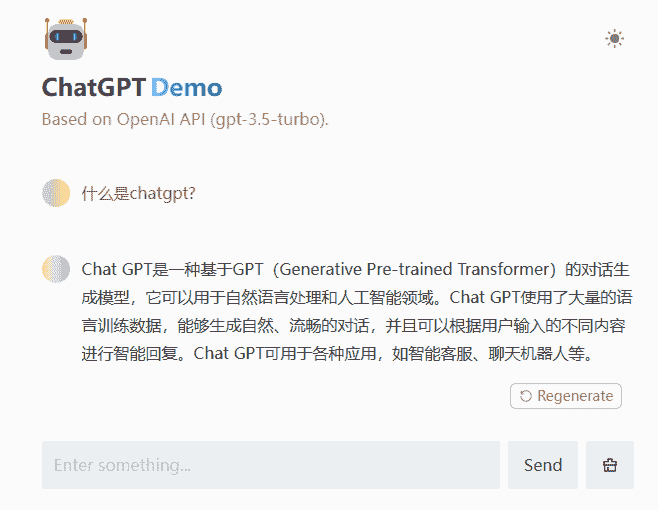 ChatGPT Demo
Based on OpenAI API (gpt-3.5-turbo).
什么是chatgpt?
Chat GPT是一种基于GPT（Generative Pre-trained Transformer）的对话生
成模型，它可以用于自然语言处理和人工智能领域。Chat GPT使用了大量的语
言训练数据，能够生成自然、流畅的对话，并且可以根据用户输入的不同内容
进行智能回复。Chat GPT可用于各种应用，如智能客服、聊天机器人等。
Regenerate
Enter something...
Send